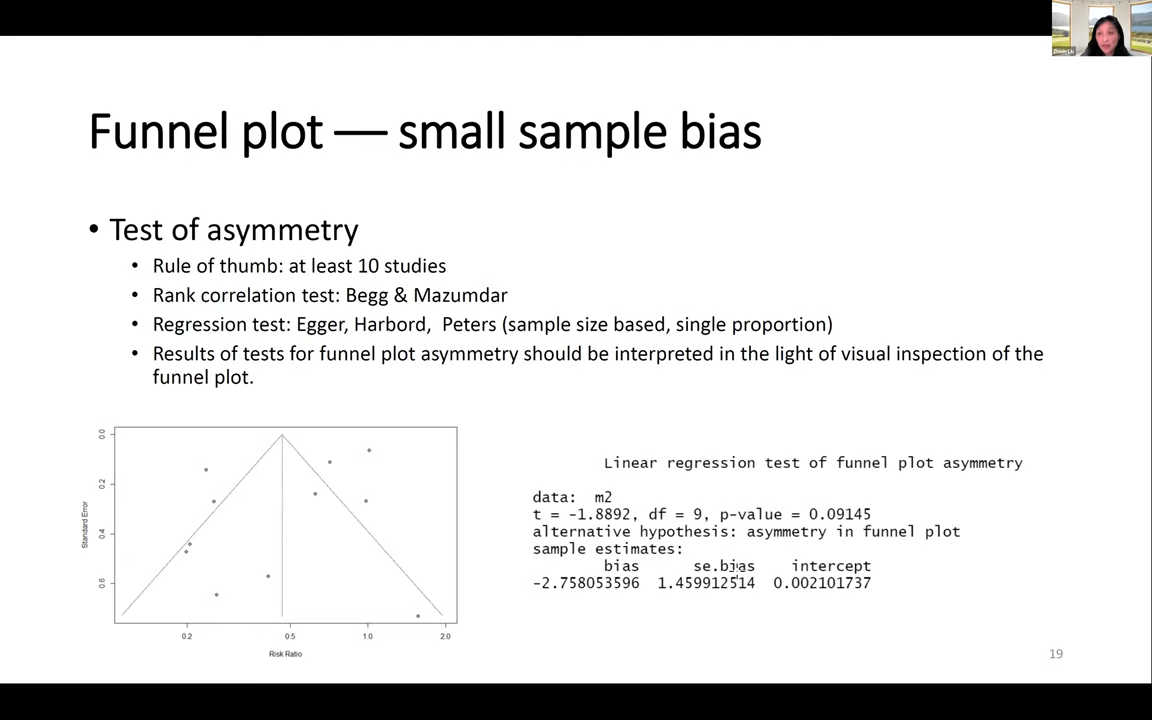 Zhixin Liu
Funnel plot — small sample bias
• Test of asymmetry
• Rule of thumb: at least 10 studies
• Rank correlation test: Begg & Mazumdar
• Regression test: Egger, Harbord, Peters (sample size based, single proportion)
• Results of tests for funnel plot asymmetry should be interpreted in the light of visual inspection of the
funnel plot.
Standard Error
0.0
0.2
0.4
0.6
0.2 0.5 1.0 2.0
Risk Ratio
Linear regression test of funnel plot asymmetry
data: m2
t = -1.8892, df = 9, p-value = 0.09145
alternative hypothesis: asymmetry in funnel plot
sample estimates:
bias se.bias intercept
-2.758053596 1.459912514 0.002101737
19